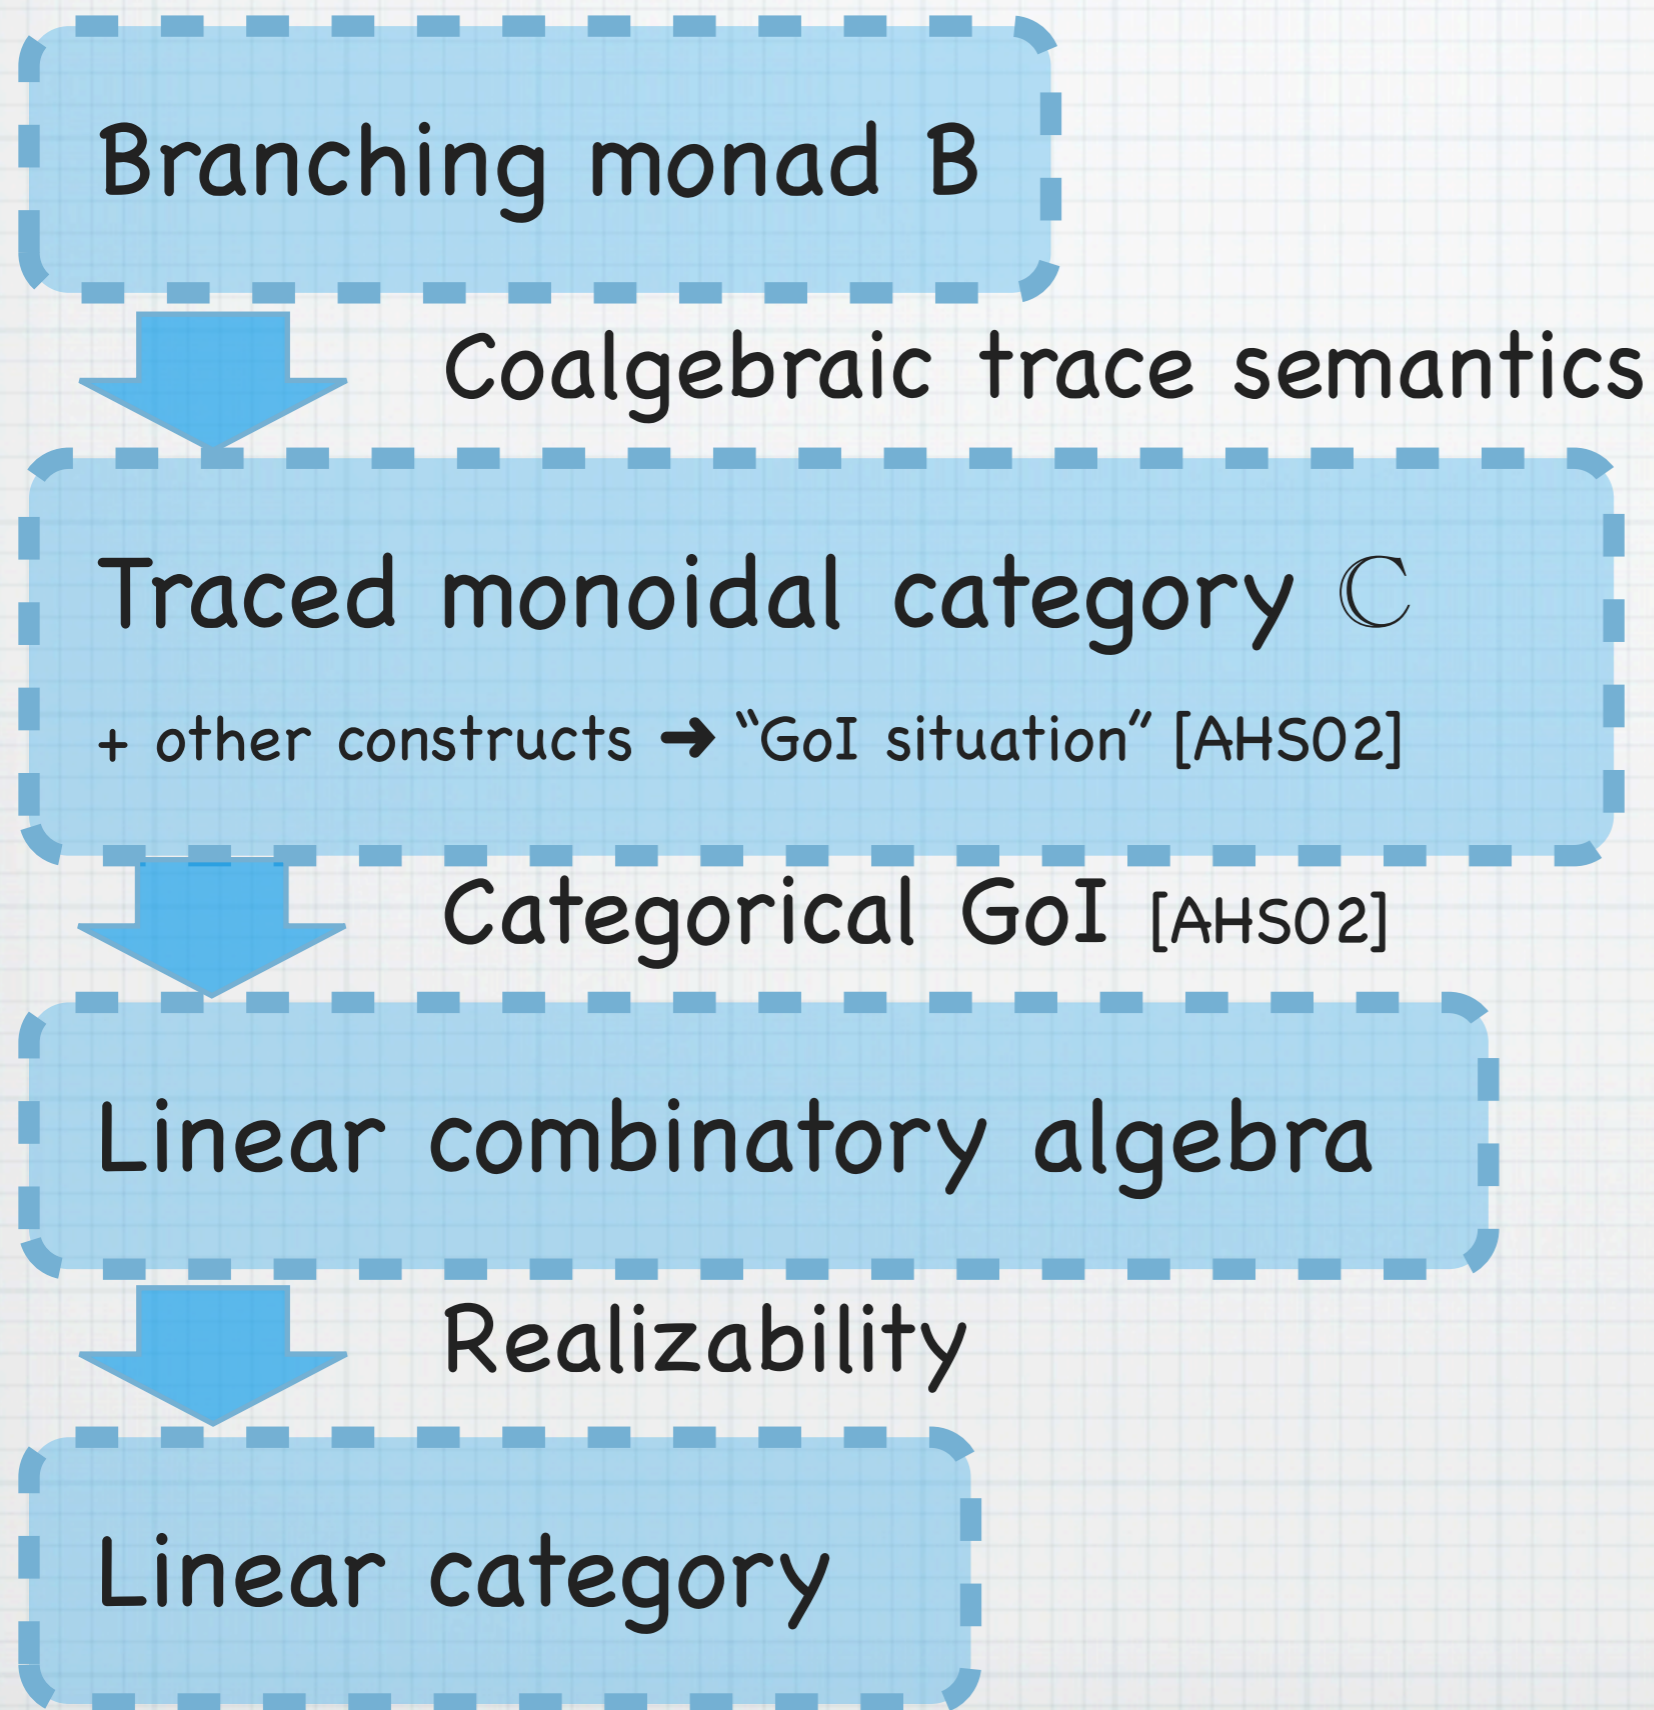 Branching monad B
Coalgebraic trace semantics
Traced monoidal category ℂ
+ other constructs ➜ “GoI situation” [AHS02]
Categorical GoI [AHS02]
Linear combinatory algebra
Realizability
Linear category